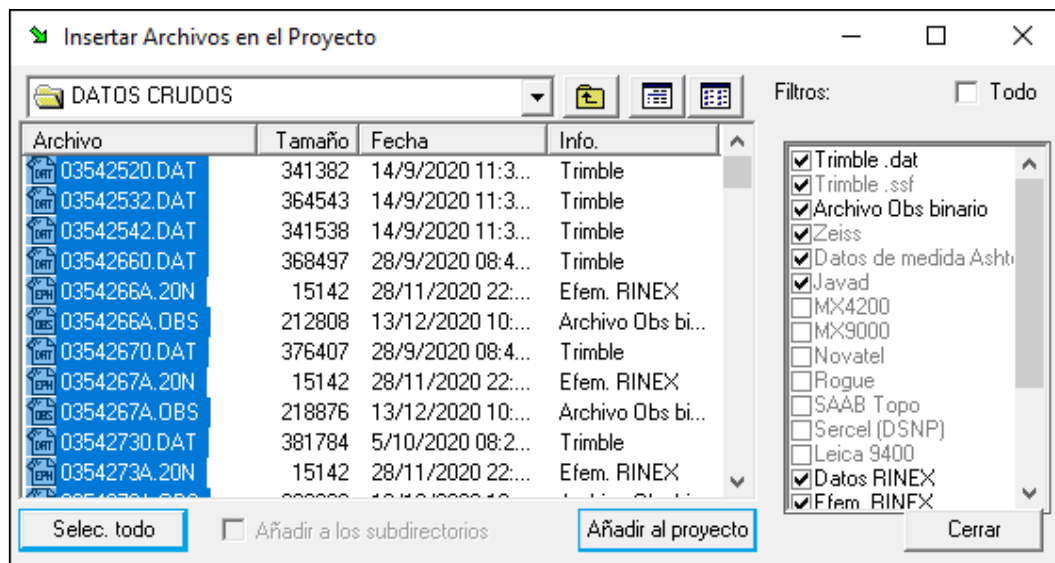 Insertar Archivos en el Proyecto
DATOS CRUDOS
Filtros:
Todo
Archivo Tamaño Fecha Info.
03542520.DAT 341382 14/9/2020 11:3... Trimble
03542532.DAT 364543 14/9/2020 11:3... Trimble
03542542.DAT 341538 14/9/2020 11:3... Trimble
03542660.DAT 368497 28/9/2020 08:4... Trimble
0354266A.20N 15142 28/11/2020 22:... Efem. RINEX
0354266A.OBS 212808 13/12/2020 10:... Archivo Obs bi...
03542670.DAT 376407 28/9/2020 08:4... Trimble
0354267A.20N 15142 28/11/2020 22:... Efem. RINEX
0354267A.OBS 218876 13/12/2020 10:... Archivo Obs bi...
03542730.DAT 381784 5/10/2020 08:2... Trimble
0354273A.20N 15142 28/11/2020 22:... Efem. RINEX
Trimble .dat
Trimble .ssf
Archivo Obs binario
Zeiss
Datos de medida Ashte
Javad
MX4200
MX9000
Novatel
Rogue
SAAB Topo
Sercel (DSNP)
Leica 9400
Datos RINEX
Efem. RINEX
Selec. todo
Añadir a los subdirectorios
Añadir al proyecto
Cerrar